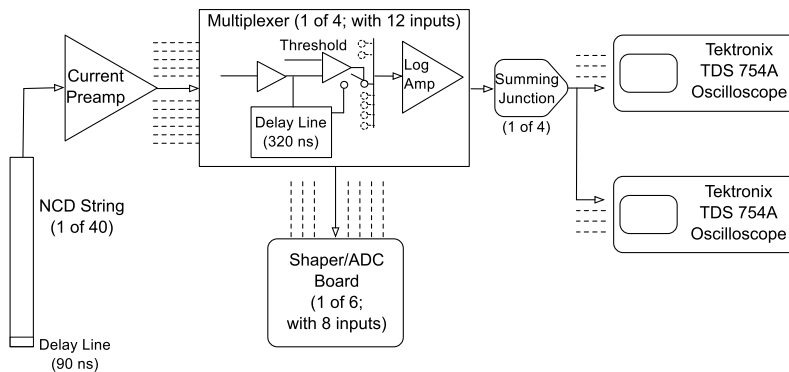 Multiplexer (1 of 4; with 12 inputs)
Threshold
Current
Preamp
Log
Amp
Delay Line
(320 ns)
Summing
Junction
(1 of 4)
Tektronix
TDS 754A
Oscilloscope
Tektronix
TDS 754A
Oscilloscope
NCD String
(1 of 40)
Shaper/ADC
Board
(1 of 6;
with 8 inputs)
Delay Line
(90 ns)